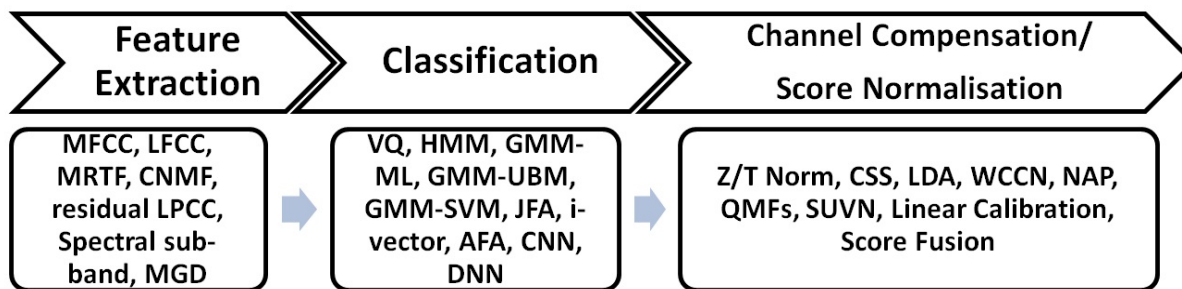 Feature
Extraction
Classification
Channel Compensation/
Score Normalisation
MFCC, LFCC,
MRTF, CNMF,
residual LPCC,
Spectral sub-
band, MGD
VQ, HMM, GMM-
ML, GMM-UBM,
GMM-SVM, JFA, i-
vector, AFA, CNN,
DNN
Z/T Norm, CSS, LDA, WCCN, NAP,
QMFs, SUVN, Linear Calibration,
Score Fusion